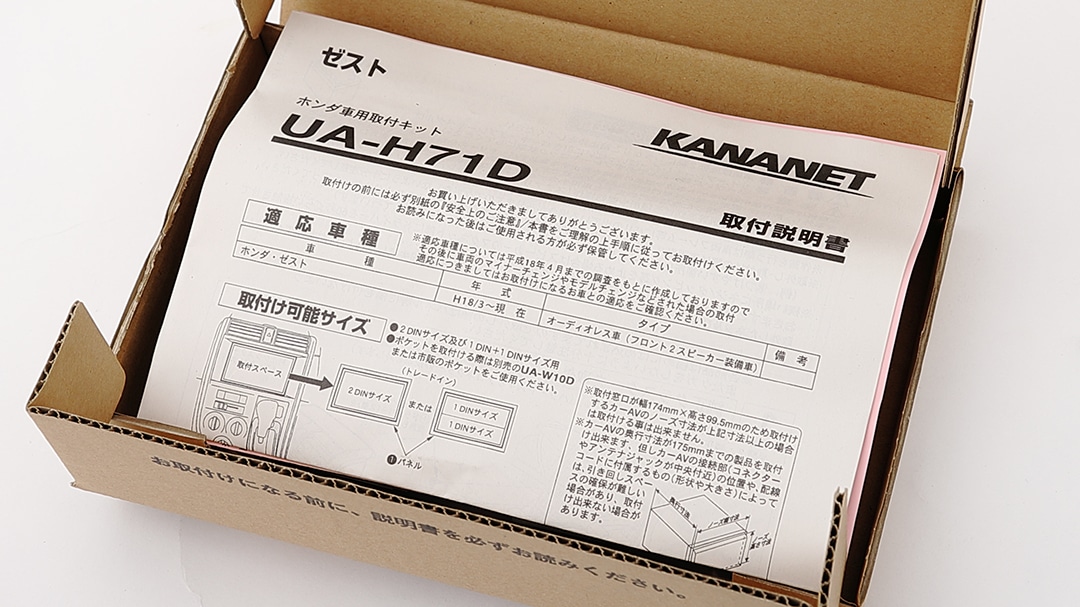 ゼスト
ホンダ車用取付キット
UA-H71D
KANANET
取付説明書
お買い上げいただきましてありがとうございます。
取付けの前には必ず別紙の『安全上のご注意』/本書をご理解の上手順に従ってお取付けください。
お読みになった後はご使用される方が必ず保管してください。
適応車種
※適応車種については平成18年4月までの調査をもとに作成しておりますので
その後に車両のマイナーチェンジやモデルチェンジなどされた場合の取付
適応につきましてはお取付けになるお車との適応をご確認ください。
車 種
年 式
タイプ
備 考
ホンダ・ゼスト
H18/3〜現 在
オーディオレス車（フロント2スピーカー装備車）
取付け可能サイズ
●2DINサイズ及び1DIN+1DINサイズ用
●ポケットを取付ける際は別売のUA-W10D
または市販のポケットをご使用ください。
(トレードイン)
取付スペース
2DINサイズ
または
1DINサイズ
1DINサイズ
❶パネル
※取付窓口が幅174mm×高さ99.5mmのため取付け
するカーAVのノーズ寸法が上記寸法以上の場合
は取付ける事は出来ません。
※カーAVの奥行寸法が175mmまでの製品を取付
け出来ます。但しカーAVの接続部(コネクター
やアンテナジャックが中央付近)の位置や、配線
コードに付属するもの(形状や大きさ)によって
は、引き回しスペー
スの確保が難しい
場合があり、取付
け出来ない場合が
あります。
奥行寸法
ノーズ幅寸法
ノーズ
高さ寸法
お取付けになる前に、説明書を必ずお読みください。